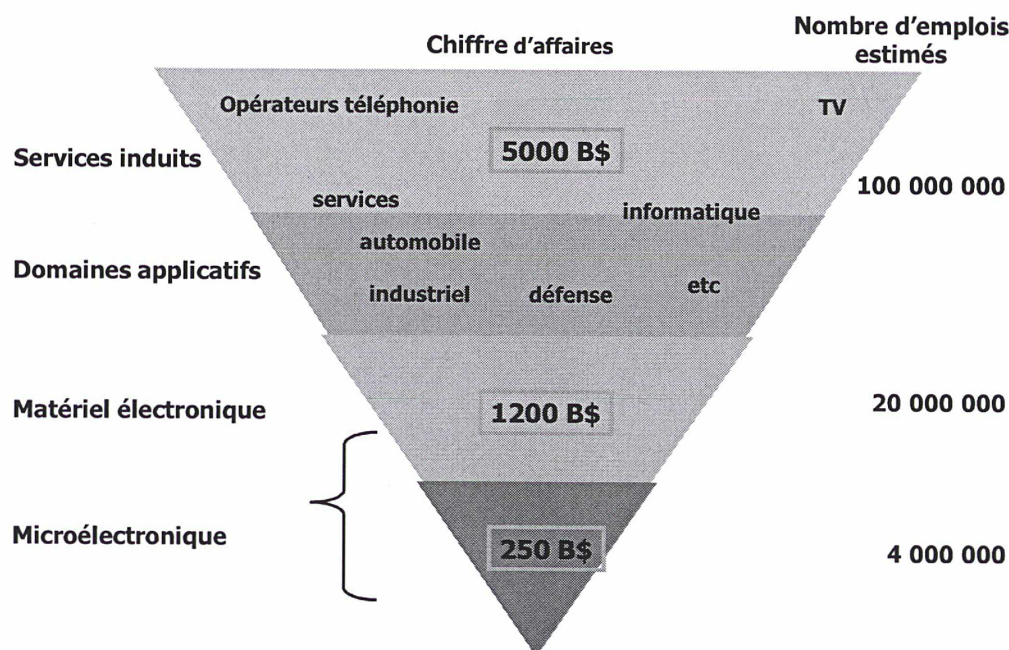 Chiffre d'affaires
Nombre d'emplois
estimés
Opérateurs téléphonie
TV
5000 B$
Services induits
100 000 000
services
informatique
automobile
Domaines applicatifs
industriel
défense
etc
Matériel électronique
1200 B$
20 000 000
Microélectronique
250 B$
4 000 000